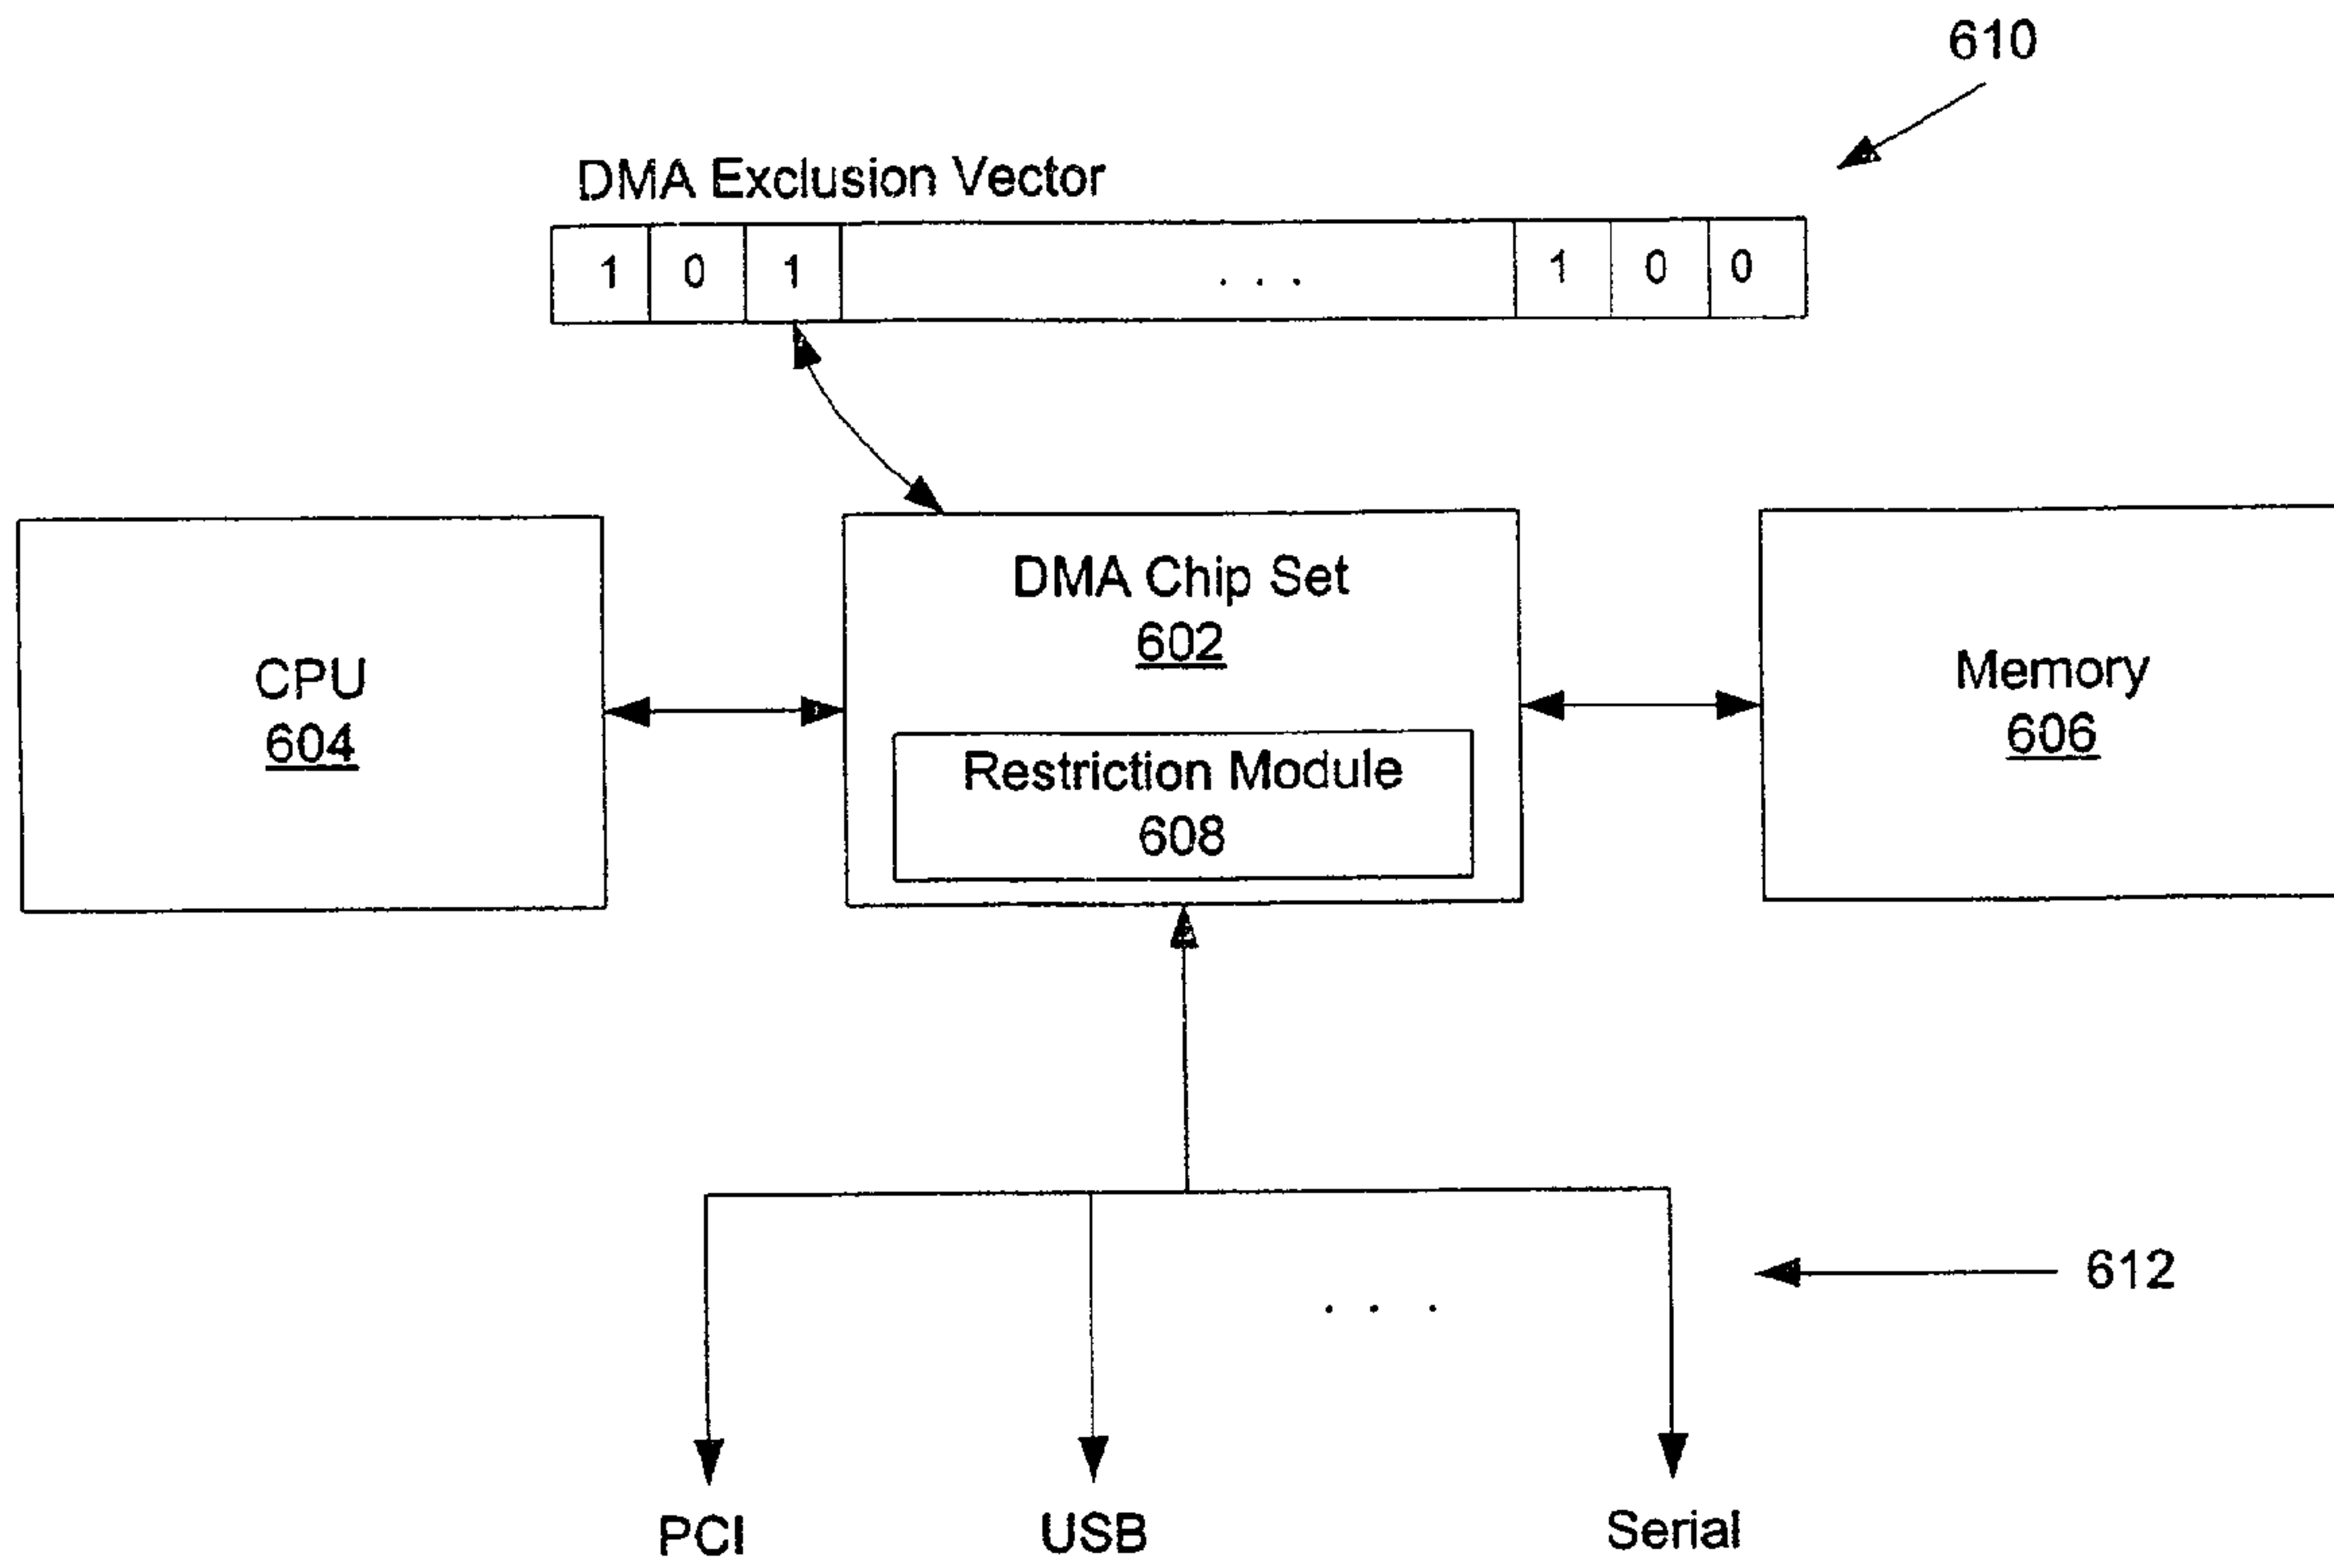 610
DMA Exclusion Vector
1 0 1 . . . 1 0 0
DMA Chip Set
602
CPU
604
Memory
606
Restriction Module
608
612
. . .
PCI USB Serial